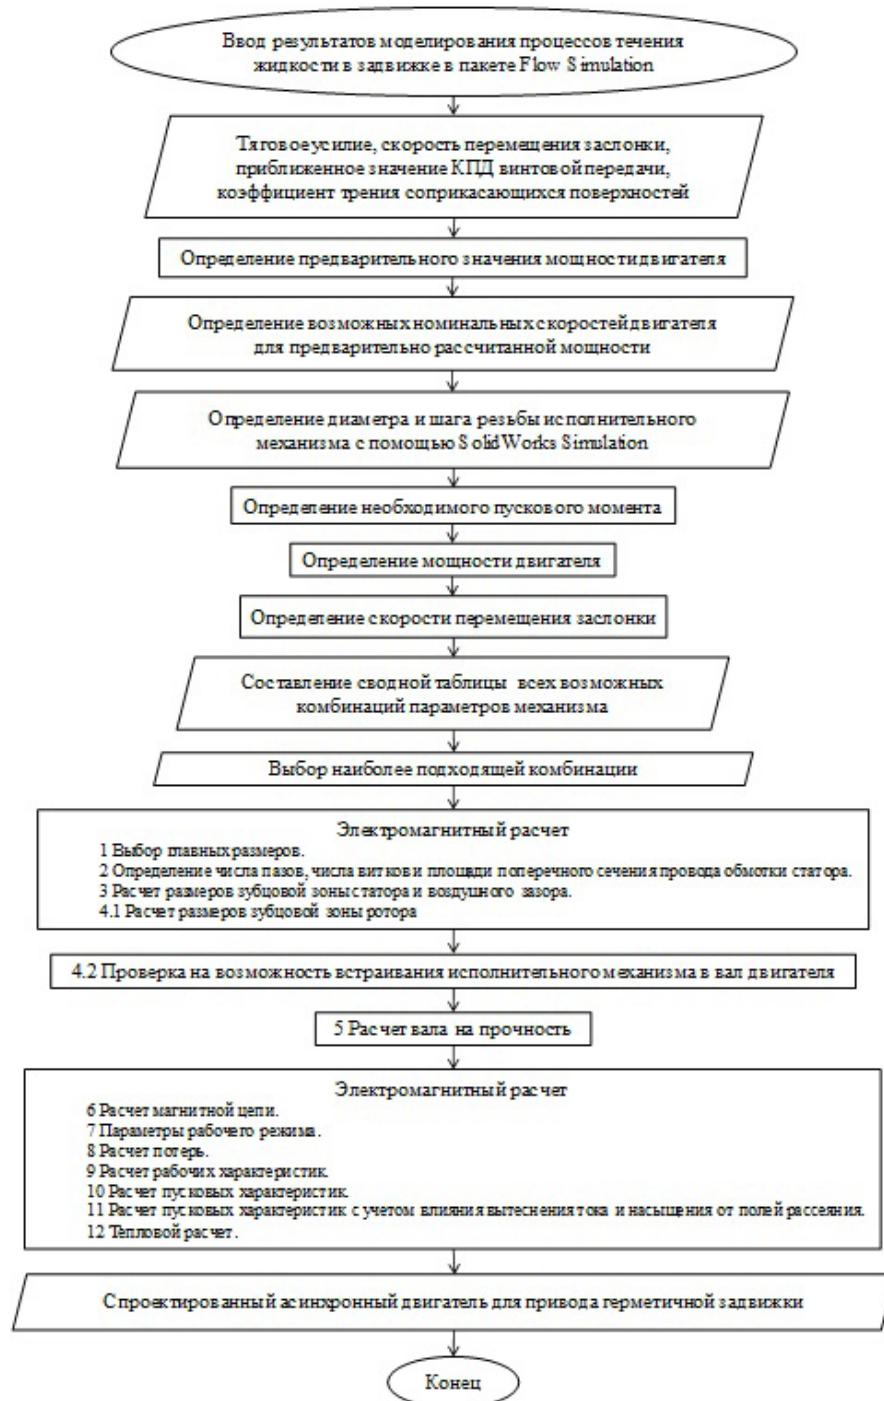 Ввод результатов моделирования процессов течения
жидкости в задвижке в пакете Flow Simulation
Тяговое усилие, скорость перемещения заслонки,
приближенное значение КПД винтовой передачи,
коэффициент трения соприкасающихся поверхностей
Определение предварительного значения мощности двигателя
Определение возможных номинальных скоростей двигателя
для предварительно рассчитанной мощности
Определение диаметра и шага резьбы исполнительного
механизма с помощью SolidWorks Simulation
Определение необходимого пускового момента
Определение мощности двигателя
Определение скорости перемещения заслонки
Составление сводной таблицы всех возможных
комбинаций параметров механизма
Выбор наиболее подходящей комбинации
Электромагнитный расчет
1 Выбор главных размеров.
2 Определение числа пазов, числа витков и площади поперечного сечения провода обмотки статора.
3 Расчет размеров зубцовой зоны статора и воздушного зазора.
4.1 Расчет размеров зубцовой зоны ротора
4.2 Проверка на возможность встраивания исполнительного механизма в вал двигателя
5 Расчет вала на прочность
Электромагнитный расчет
6 Расчет магнитной цепи.
7 Параметры рабочего режима.
8 Расчет потерь.
9 Расчет рабочих характеристик.
10 Расчет пусковых характеристик.
11 Расчет пусковых характеристик с учетом влияния вытеснения тока и насыщения от полей рассеяния.
12 Тепловой расчет.
Спроектированный асинхронный двигатель для привода герметичной задвижки
Конец